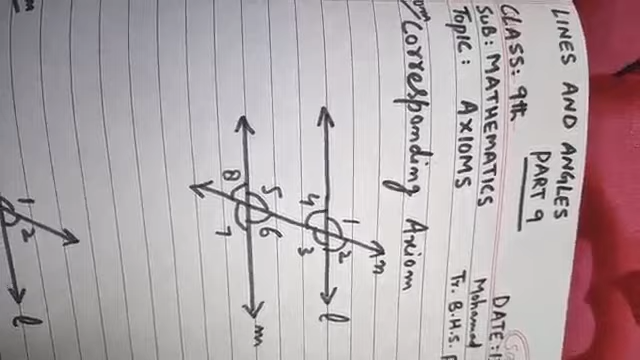 LINES AND ANGLES
PART 9
CLASS: 9th DATE:
SUB: MATHEMATICS Mohamad
TOPIC: AXIOMS Tr. B.H.S.
Corresponding Axiom
n
1 2
4 3
l
5 6
8 7
m
1 2
l